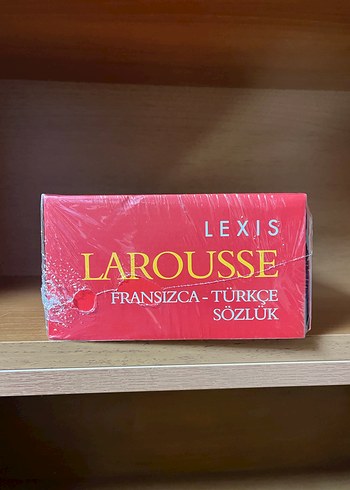 LEXIS
LAROUSSE
FRANSIZCA - TÜRKÇE
SÖZLÜK